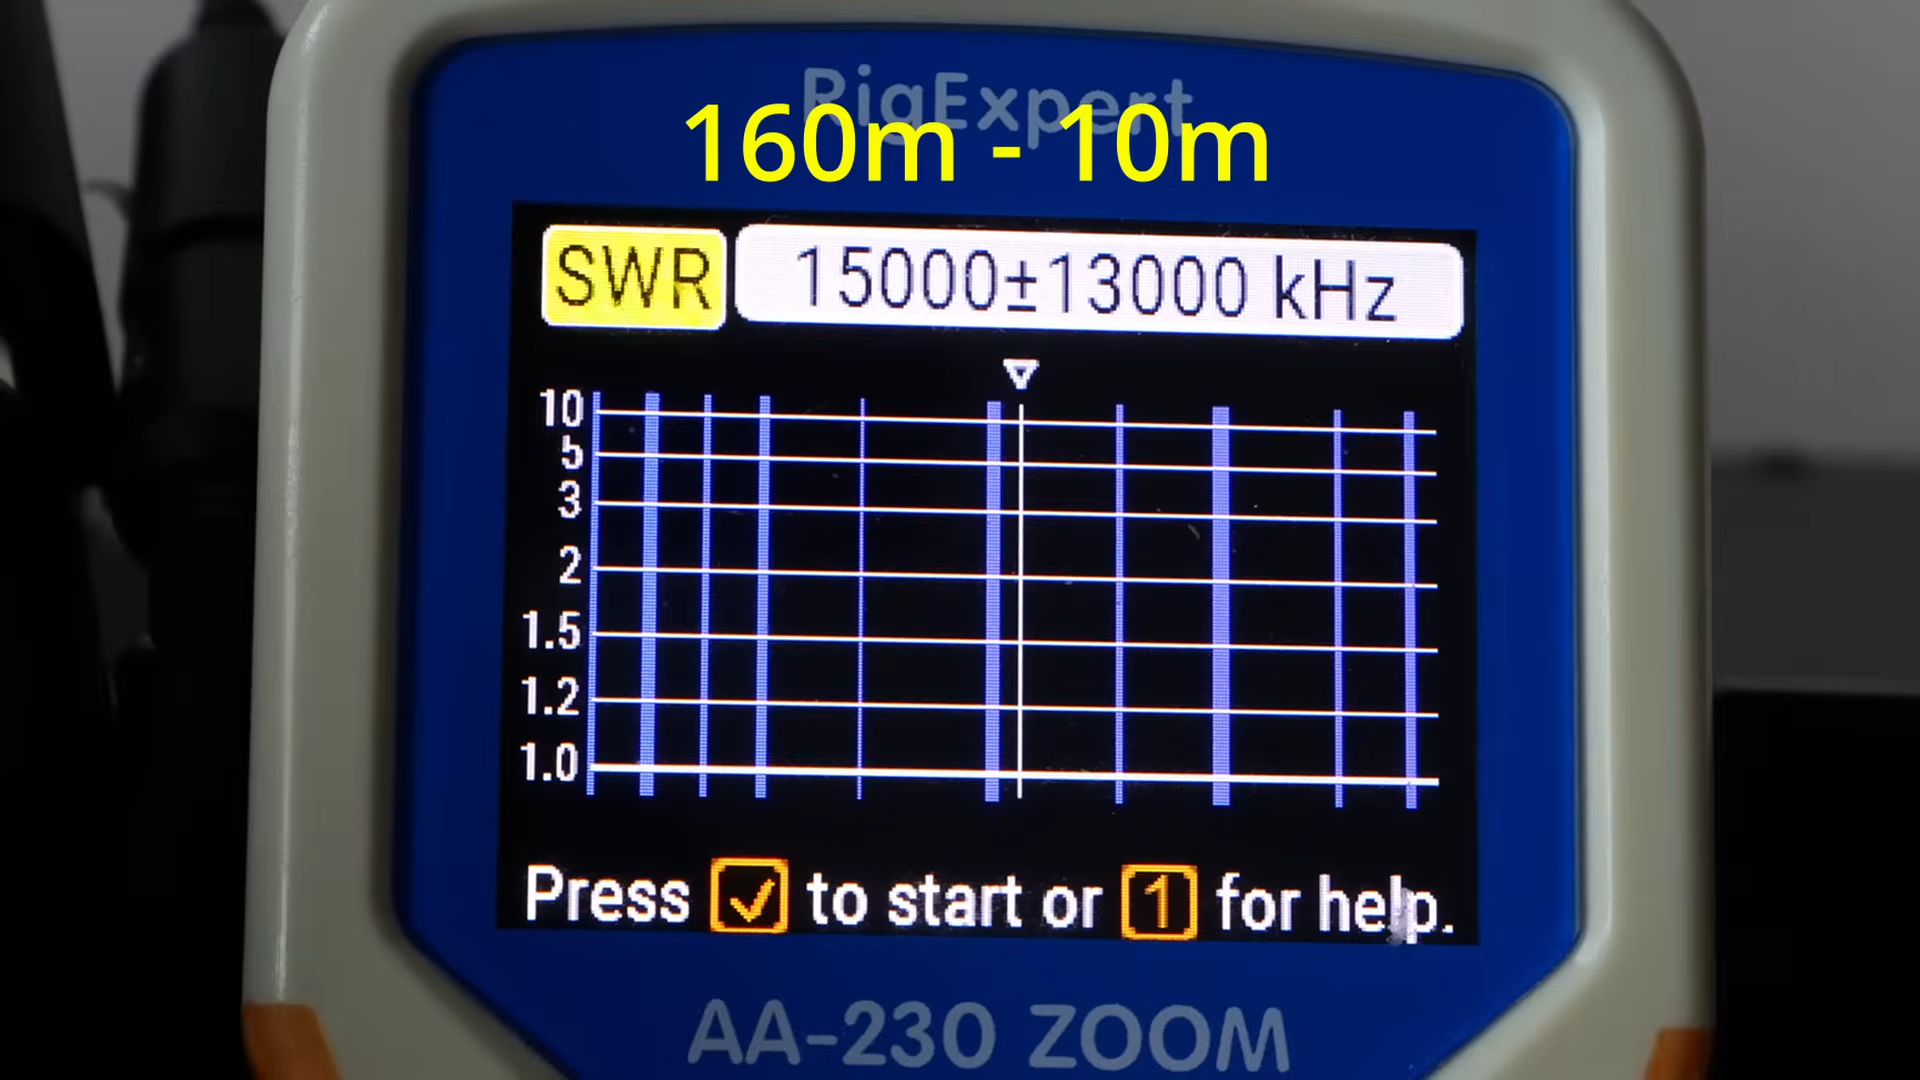 RigExpert
160m - 10m
SWR 15000±13000 kHz
10
5
3
2
1.5
1.2
1.0
Press ✓ to start or 1 for help.
AA-230 ZOOM